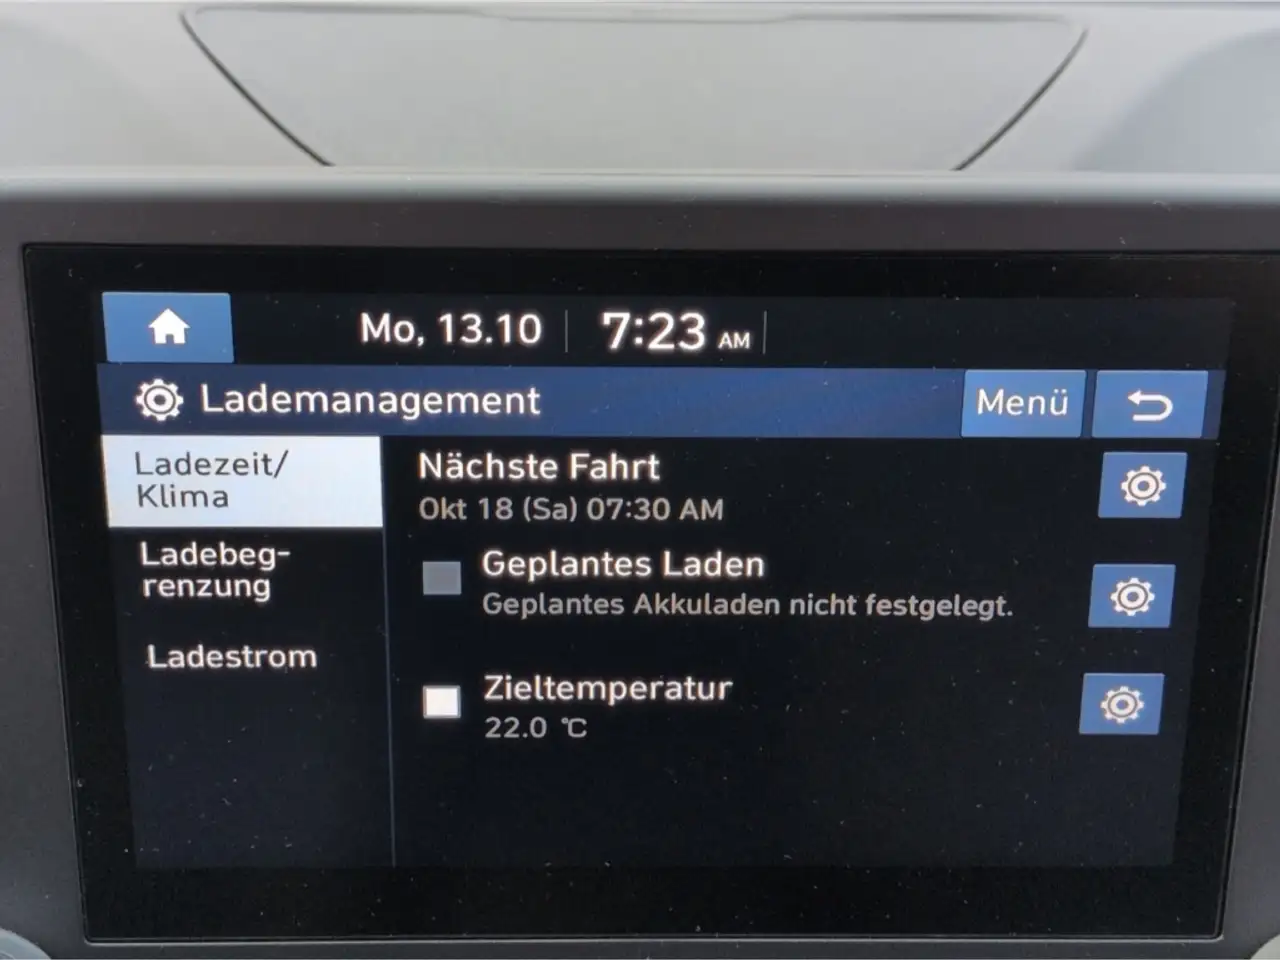 Mo, 13.10 7:23 AM
Lademanagement Menü
Ladezeit/
Klima
Nächste Fahrt
Okt 18 (Sa) 07:30 AM
Ladebeg-
renzung
Geplantes Laden
Geplantes Akkuladen nicht festgelegt.
Ladestrom
Zieltemperatur
22.0 °C